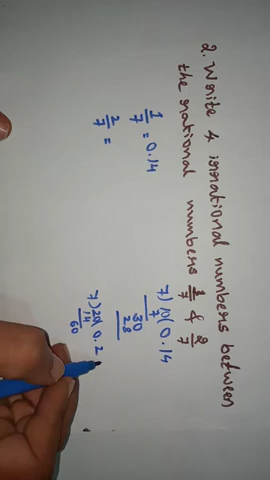 2. Write 4 irrational numbers between
the rational numbers 1/7 & 2/7
1/7 = 0.14
2/7 =
7)10(0.14
7
30
28
7)20(0.2
14
60